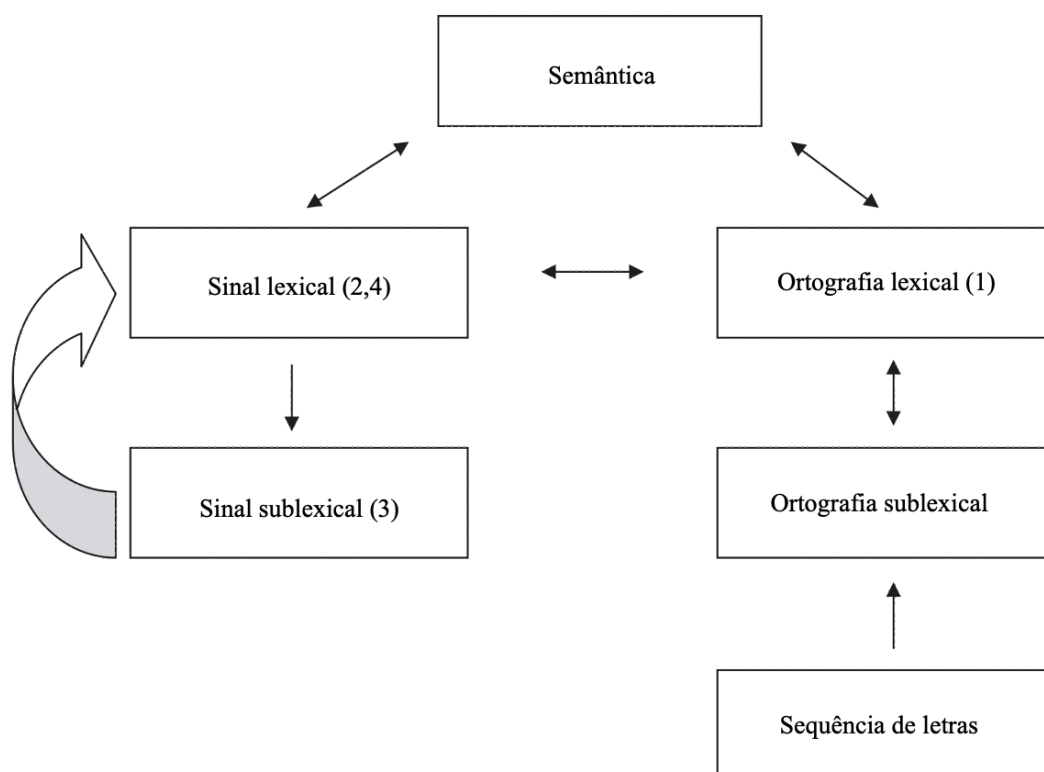 Semântica
Sinal lexical (2,4)
Ortografia lexical (1)
Sinal sublexical (3)
Ortografia sublexical
Sequência de letras